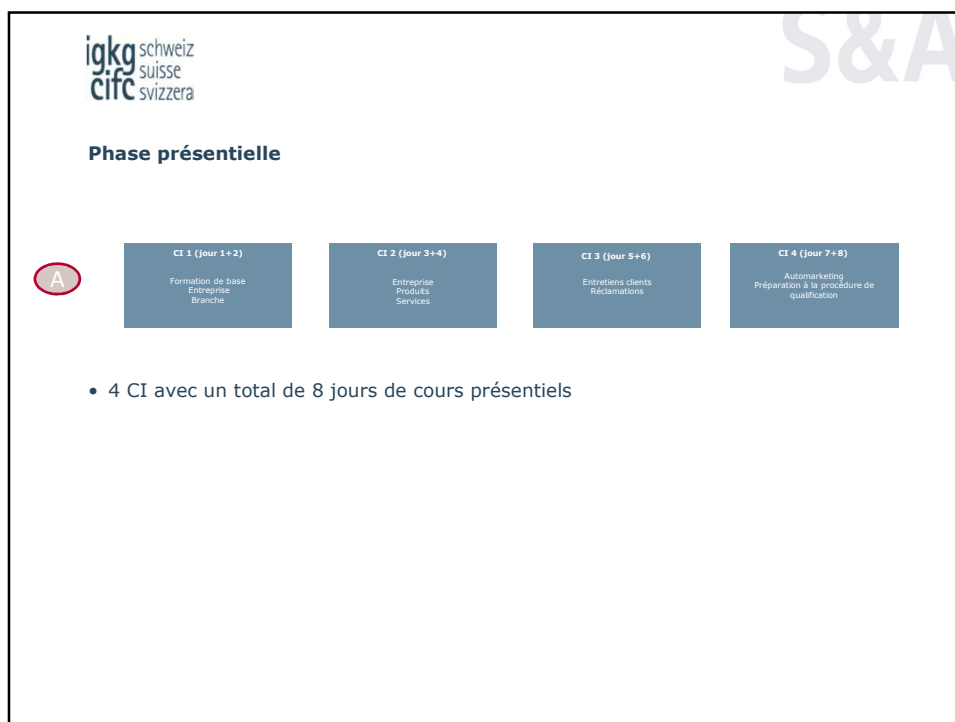 S&A
igkg schweiz
suisse
cifc svizzera
Phase présentielle
A
CI 1 (jour 1+2)
Formation de base
Entreprise
Branche
CI 2 (jour 3+4)
Entreprise
Produits
Services
CI 3 (jour 5+6)
Entretiens clients
Réclamations
CI 4 (jour 7+8)
Automarketing
Préparation à la procédure de
qualification
• 4 CI avec un total de 8 jours de cours présentiels